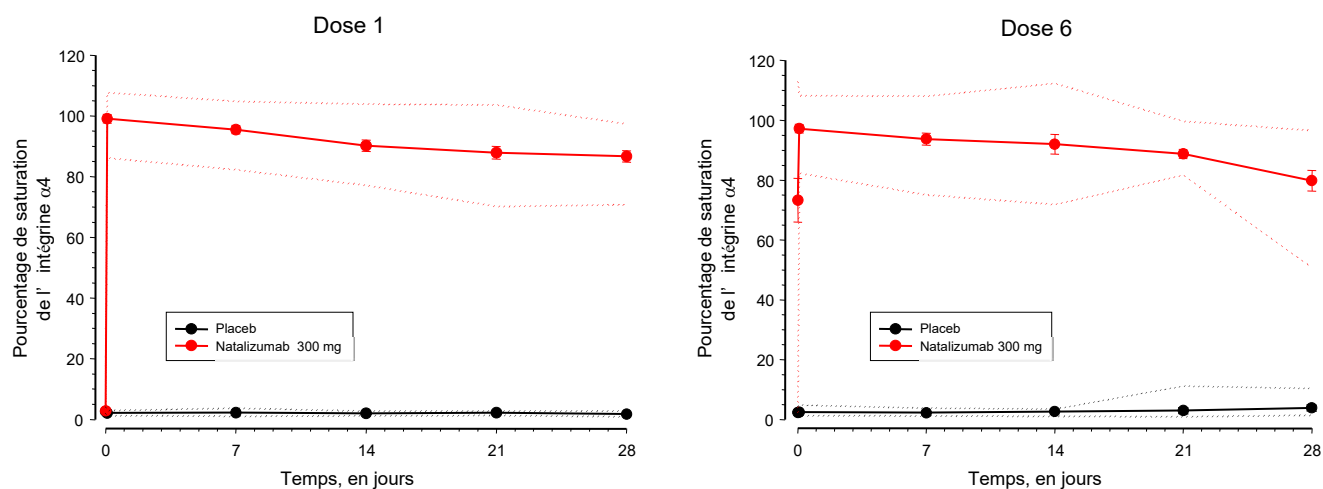 Dose 1
120
100
80
60
40
20
0
Pourcentage de saturation
de l’ intégrine α4
Placeb
Natalizumab 300 mg
0 7 14 21 28
Temps, en jours
Dose 6
120
100
80
60
40
20
0
Pourcentage de saturation
de l’ intégrine α4
Placeb
Natalizumab 300 mg
0 7 14 21 28
Temps, en jours